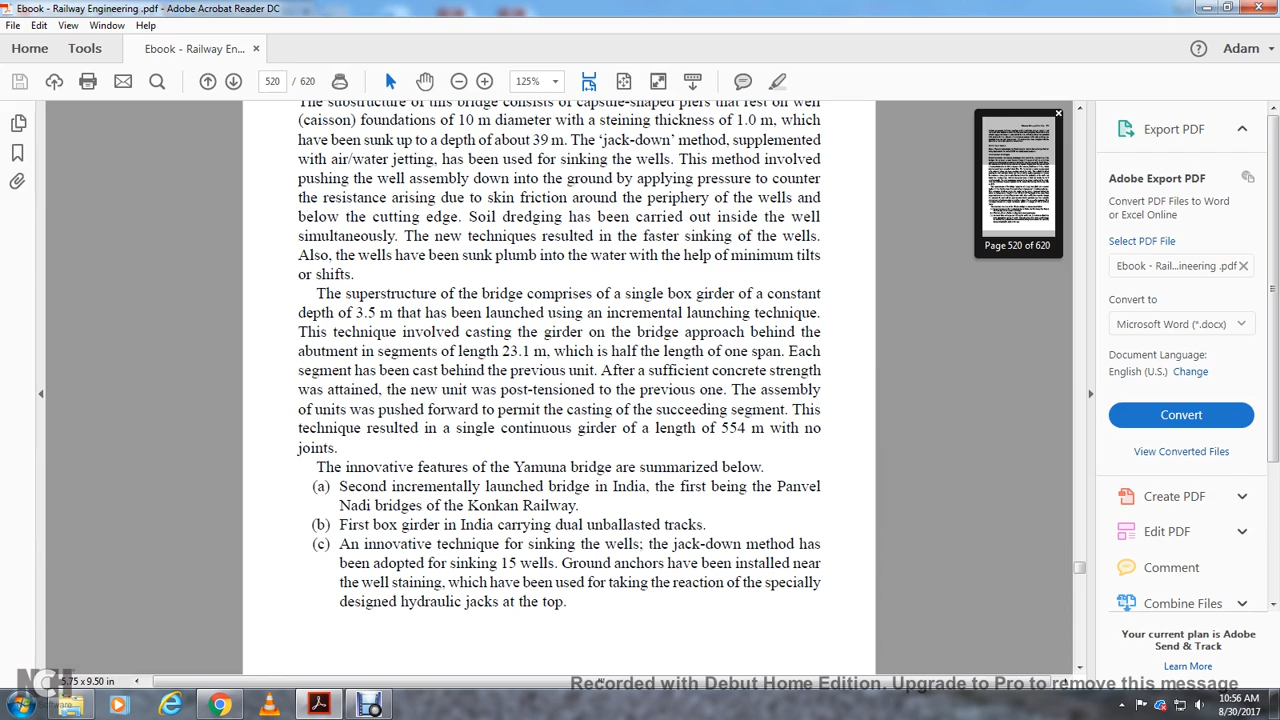 Ebook - Railway Engineering .pdf - Adobe Acrobat Reader DC
File Edit View Window Help
Home Tools Ebook - Railway En... × Adam
520 / 620 125%
The substructure of this bridge consists of capsule-shaped piers that rest on well
(caisson) foundations of 10 m diameter with a steining thickness of 1.0 m, which
have been sunk up to a depth of about 39 m. The ‘jack-down’ method, supplemented
with air/water jetting, has been used for sinking the wells. This method involved
pushing the well assembly down into the ground by applying pressure to counter
the resistance arising due to skin friction around the periphery of the wells and
below the cutting edge. Soil dredging has been carried out inside the well
simultaneously. The new techniques resulted in the faster sinking of the wells.
Also, the wells have been sunk plumb into the water with the help of minimum tilts
or shifts.
The superstructure of the bridge comprises of a single box girder of a constant
depth of 3.5 m that has been launched using an incremental launching technique.
This technique involved casting the girder on the bridge approach behind the
abutment in segments of length 23.1 m, which is half the length of one span. Each
segment has been cast behind the previous unit. After a sufficient concrete strength
was attained, the new unit was post-tensioned to the previous one. The assembly
of units was pushed forward to permit the casting of the succeeding segment. This
technique resulted in a single continuous girder of a length of 554 m with no
joints.
The innovative features of the Yamuna bridge are summarized below.
(a) Second incrementally launched bridge in India, the first being the Panvel
Nadi bridges of the Konkan Railway.
(b) First box girder in India carrying dual unballasted tracks.
(c) An innovative technique for sinking the wells; the jack-down method has
been adopted for sinking 15 wells. Ground anchors have been installed near
the well staining, which have been used for taking the reaction of the specially
designed hydraulic jacks at the top.
Page 520 of 620
Export PDF
Adobe Export PDF
Convert PDF Files to Word
or Excel Online
Select PDF File
Ebook - Rail...ineering .pdf
Convert to
Microsoft Word (*.docx)
Document Language:
English (U.S.) Change
Convert
View Converted Files
Create PDF
Edit PDF
Comment
Combine Files
Your current plan is Adobe
Send & Track
Learn More
5.75 x 9.50 in
NCH
Software
Recorded with Debut Home Edition. Upgrade to Pro to remove this message
10:56 AM
8/30/2017